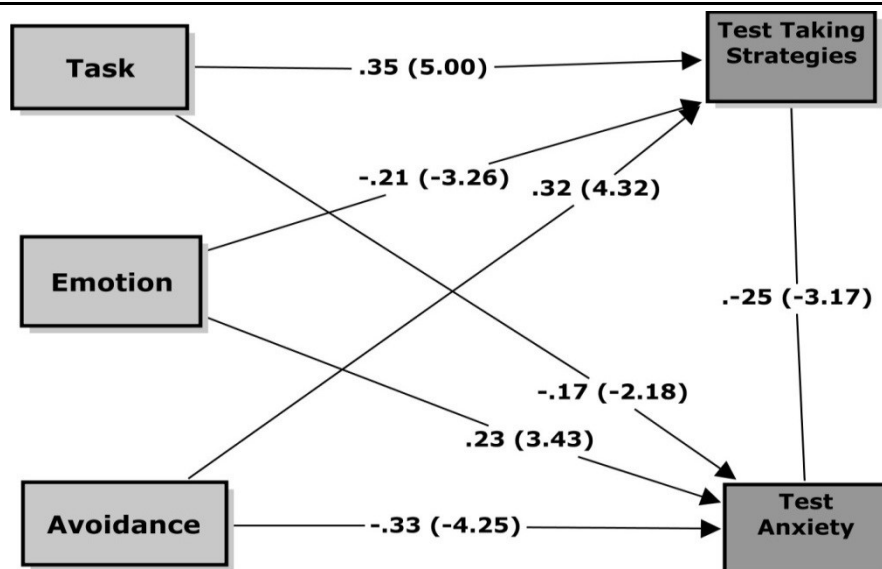 Test Taking
Strategies
Task
.35 (5.00)
-.21 (-3.26)
.32 (4.32)
Emotion
.-25 (-3.17)
-.17 (-2.18)
.23 (3.43)
Avoidance
-.33 (-4.25)
Test
Anxiety